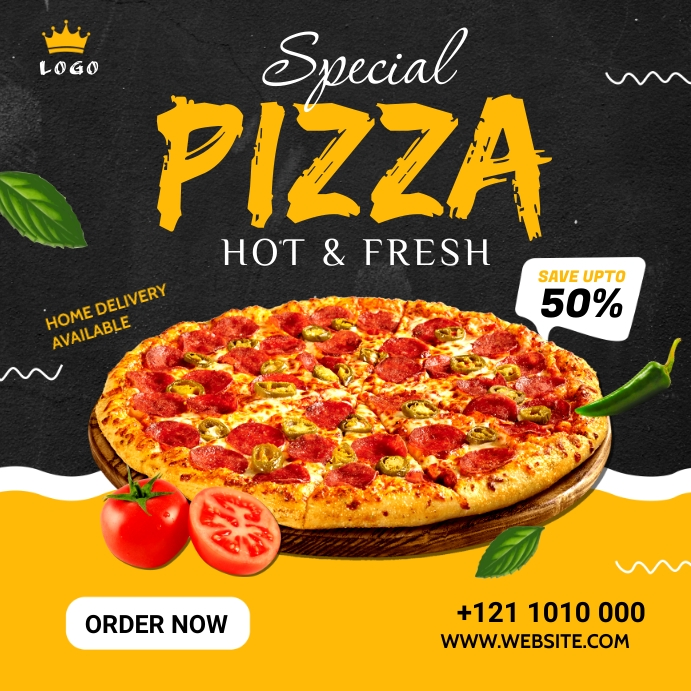 LOGO
Special
PIZZA
HOT & FRESH
SAVE UPTO
50%
HOME DELIVERY
AVAILABLE
ORDER NOW
+121 1010 000
WWW.WEBSITE.COM